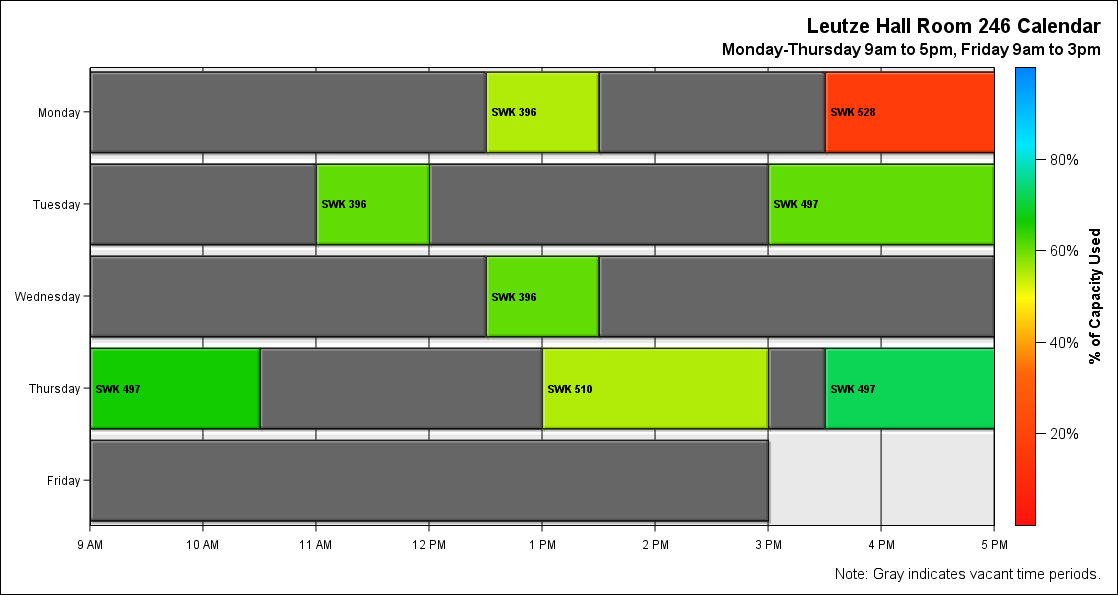 Leutze Hall Room 246 Calendar
Monday-Thursday 9am to 5pm, Friday 9am to 3pm
Monday
SWK 396
SWK 528
Tuesday
SWK 396
SWK 497
Wednesday
SWK 396
Thursday
SWK 497
SWK 510
SWK 497
Friday
9 AM
10 AM
11 AM
12 PM
1 PM
2 PM
3 PM
4 PM
5 PM
80%
60%
40%
20%
% of Capacity Used
Note: Gray indicates vacant time periods.